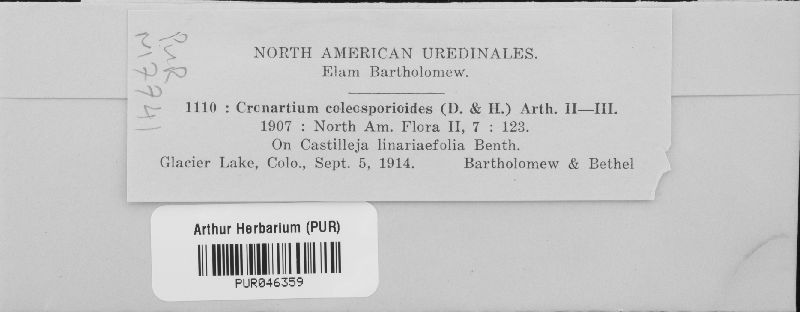 PUR
M7741
NORTH AMERICAN UREDINALES.
Elam Bartholomew.
1110 : Cronartium coleosporioides (D. & H.) Arth. II—III.
1907 : North Am. Flora II, 7 : 123.
On Castilleja linariaefolia Benth.
Glacier Lake, Colo., Sept. 5, 1914. Bartholomew & Bethel
Arthur Herbarium (PUR)
PUR046359